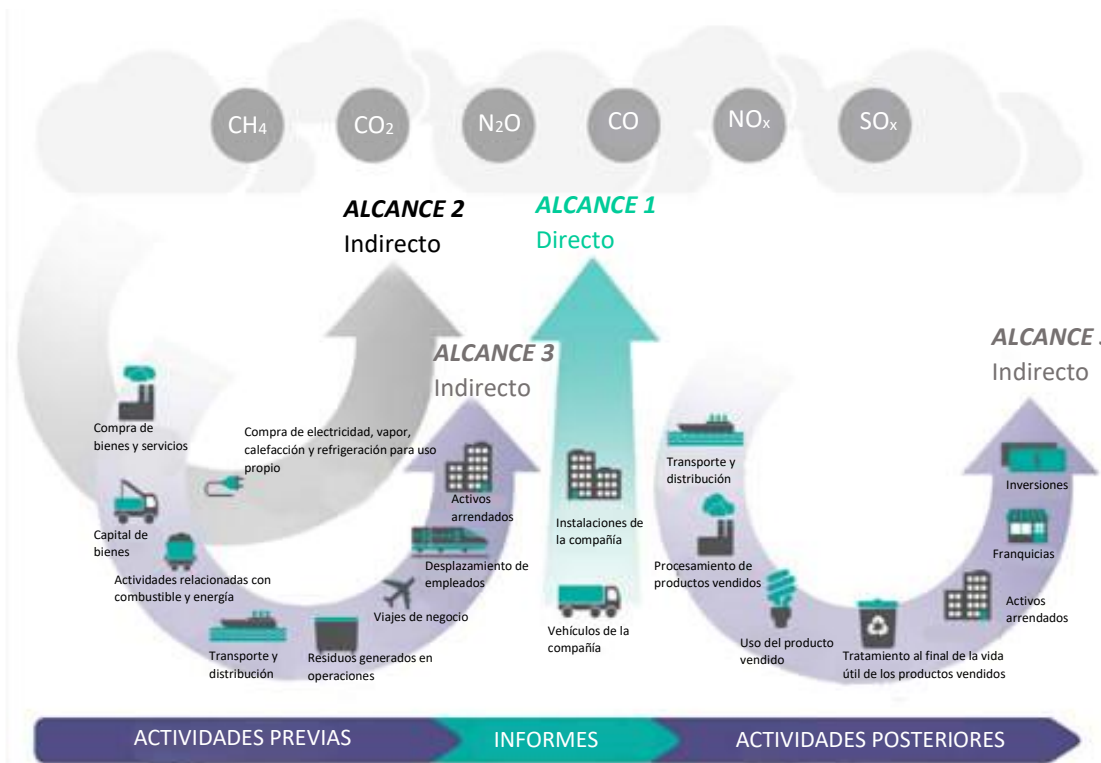 CH₄
CO₂
N₂O
CO
NOₓ
SOₓ
ALCANCE 2
Indirecto
ALCANCE 1
Directo
ALCANCE 3
Indirecto
ALCANCE
Indirecto
Compra de
bienes y servicios
Compra de electricidad, vapor,
calefacción y refrigeración para uso
propio
Capital de
bienes
Actividades relacionadas con
combustible y energía
Transporte y
distribución
Residuos generados en
operaciones
Viajes de negocio
Desplazamiento de
empleados
Activos
arrendados
Instalaciones de
la compañía
Vehículos de la
compañía
Transporte y
distribución
Procesamiento de
productos vendidos
Uso del producto
vendido
Tratamiento al final de la vida
útil de los productos vendidos
Activos
arrendados
Franquicias
Inversiones
ACTIVIDADES PREVIAS
INFORMES
ACTIVIDADES POSTERIORES